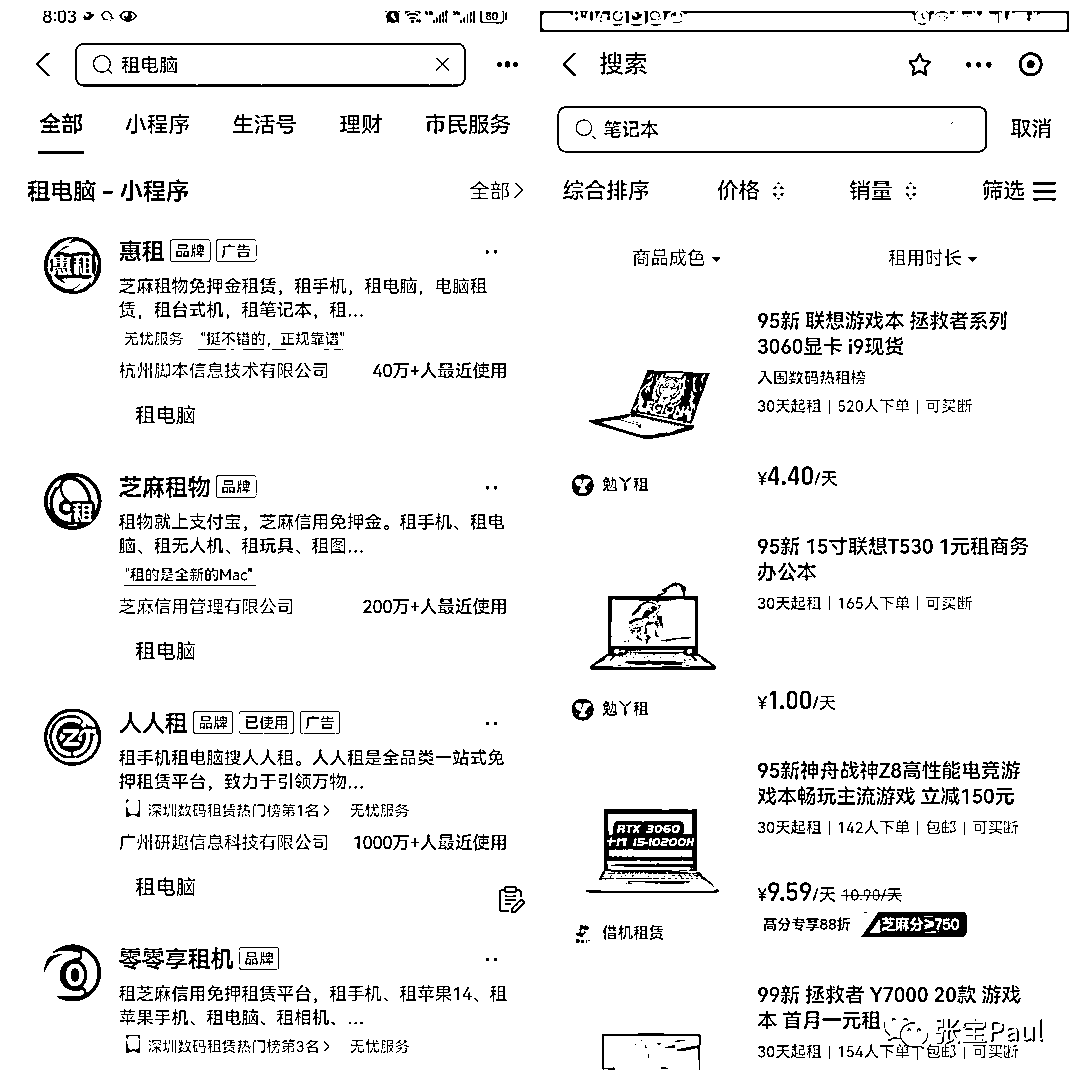 8:03
80
租电脑
全部 小程序 生活号 理财 市民服务
租电脑 – 小程序 全部
惠租
惠租 品牌 广告
芝麻租物免押金租赁，租手机，租电脑，电脑租
赁，租台式机，租笔记本，租...
无忧服务 “挺不错的，正规靠谱”
杭州脚本信息技术有限公司 40万+人最近使用
租电脑
租
芝麻租物 品牌
租物就上支付宝，芝麻信用免押金。租手机、租电
脑、租无人机、租玩具、租图...
“租的是全新的Mac”
芝麻信用管理有限公司 200万+人最近使用
租电脑
人人租 品牌 已使用 广告
租手机租电脑搜人人租。人人租是全品类一站式免
押租赁平台，致力于引领万物...
深圳数码租赁热门榜第1名 无忧服务
广州研趣信息科技有限公司 1000万+人最近使用
租电脑
零零享租机 品牌
租芝麻信用免押租赁平台，租手机、租苹果14、租
苹果手机、租电脑、租相机、...
深圳数码租赁热门榜第3名 无忧服务
搜索
笔记本 取消
综合排序 价格 销量 筛选
商品成色 租用时长
95新 联想游戏本 拯救者系列
3060显卡 i9现货
入围数码热租榜
30天起租 | 520人下单 | 可买断
勉丫租 ¥4.40/天
95新 15寸联想T530 1元租商务
办公本
30天起租 | 165人下单 | 可买断
勉丫租 ¥1.00/天
95新神舟战神Z8高性能电竞游
戏本畅玩主流游戏 立减150元
30天起租 | 142人下单 | 包邮 | 可买断
RTX 3060
十代 I5-10200H
¥9.59/天 10.90/天
高分专享88折 芝麻分≥750
借机租赁
99新 拯救者 Y7000 20款 游戏
本 首月一元租
30天起租 | 154人下单 | 包邮 | 可买断
张宝Paul